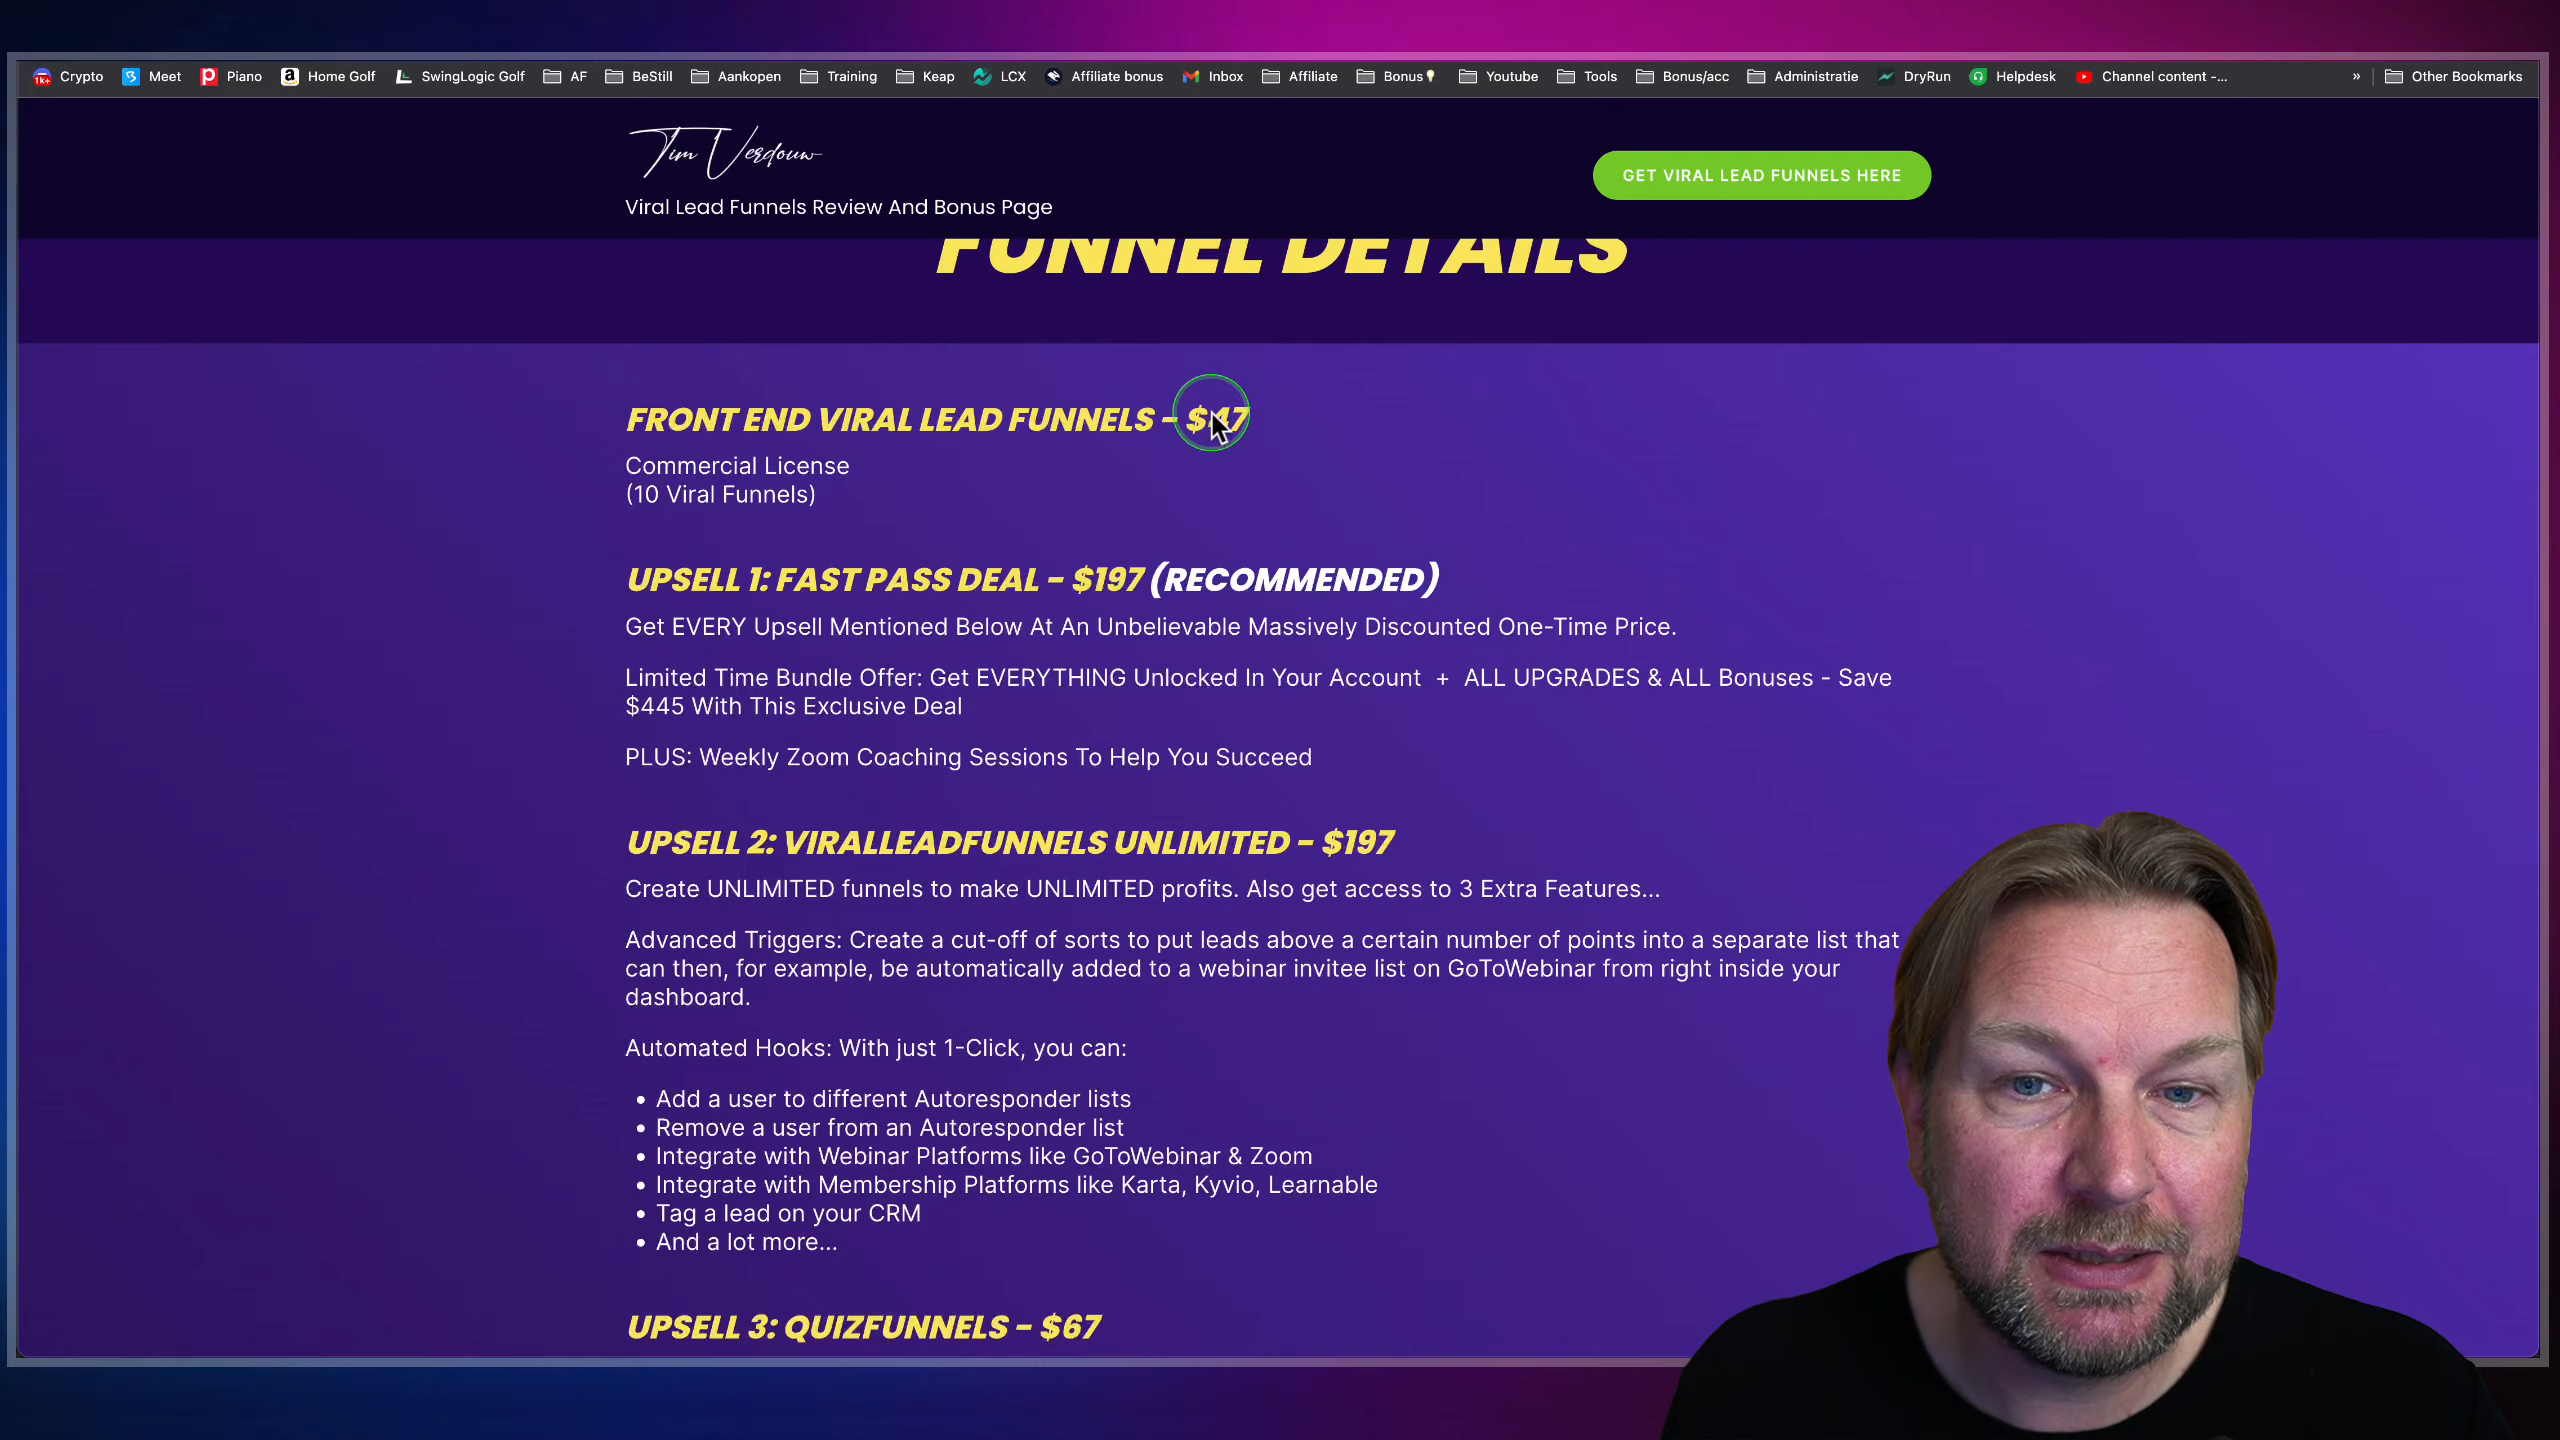 Crypto Meet Piano Home Golf SwingLogic Golf AF BeStill Aankopen Training Keap LCX Affiliate bonus Inbox Affiliate Bonus Youtube Tools Bonus/acc Administratie DryRun Helpdesk Channel content -... » Other Bookmarks
Tim Verdouw
GET VIRAL LEAD FUNNELS HERE
Viral Lead Funnels Review And Bonus Page
FUNNEL DETAILS
FRONT END VIRAL LEAD FUNNELS - $47
Commercial License
(10 Viral Funnels)
UPSELL 1: FAST PASS DEAL - $197 (RECOMMENDED)
Get EVERY Upsell Mentioned Below At An Unbelievable Massively Discounted One-Time Price.
Limited Time Bundle Offer: Get EVERYTHING Unlocked In Your Account + ALL UPGRADES & ALL Bonuses - Save
$445 With This Exclusive Deal
PLUS: Weekly Zoom Coaching Sessions To Help You Succeed
UPSELL 2: VIRALLEADFUNNELS UNLIMITED - $197
Create UNLIMITED funnels to make UNLIMITED profits. Also get access to 3 Extra Features...
Advanced Triggers: Create a cut-off of sorts to put leads above a certain number of points into a separate list that
can then, for example, be automatically added to a webinar invitee list on GoToWebinar from right inside your
dashboard.
Automated Hooks: With just 1-Click, you can:
• Add a user to different Autoresponder lists
• Remove a user from an Autoresponder list
• Integrate with Webinar Platforms like GoToWebinar & Zoom
• Integrate with Membership Platforms like Karta, Kyvio, Learnable
• Tag a lead on your CRM
• And a lot more...
UPSELL 3: QUIZFUNNELS - $67